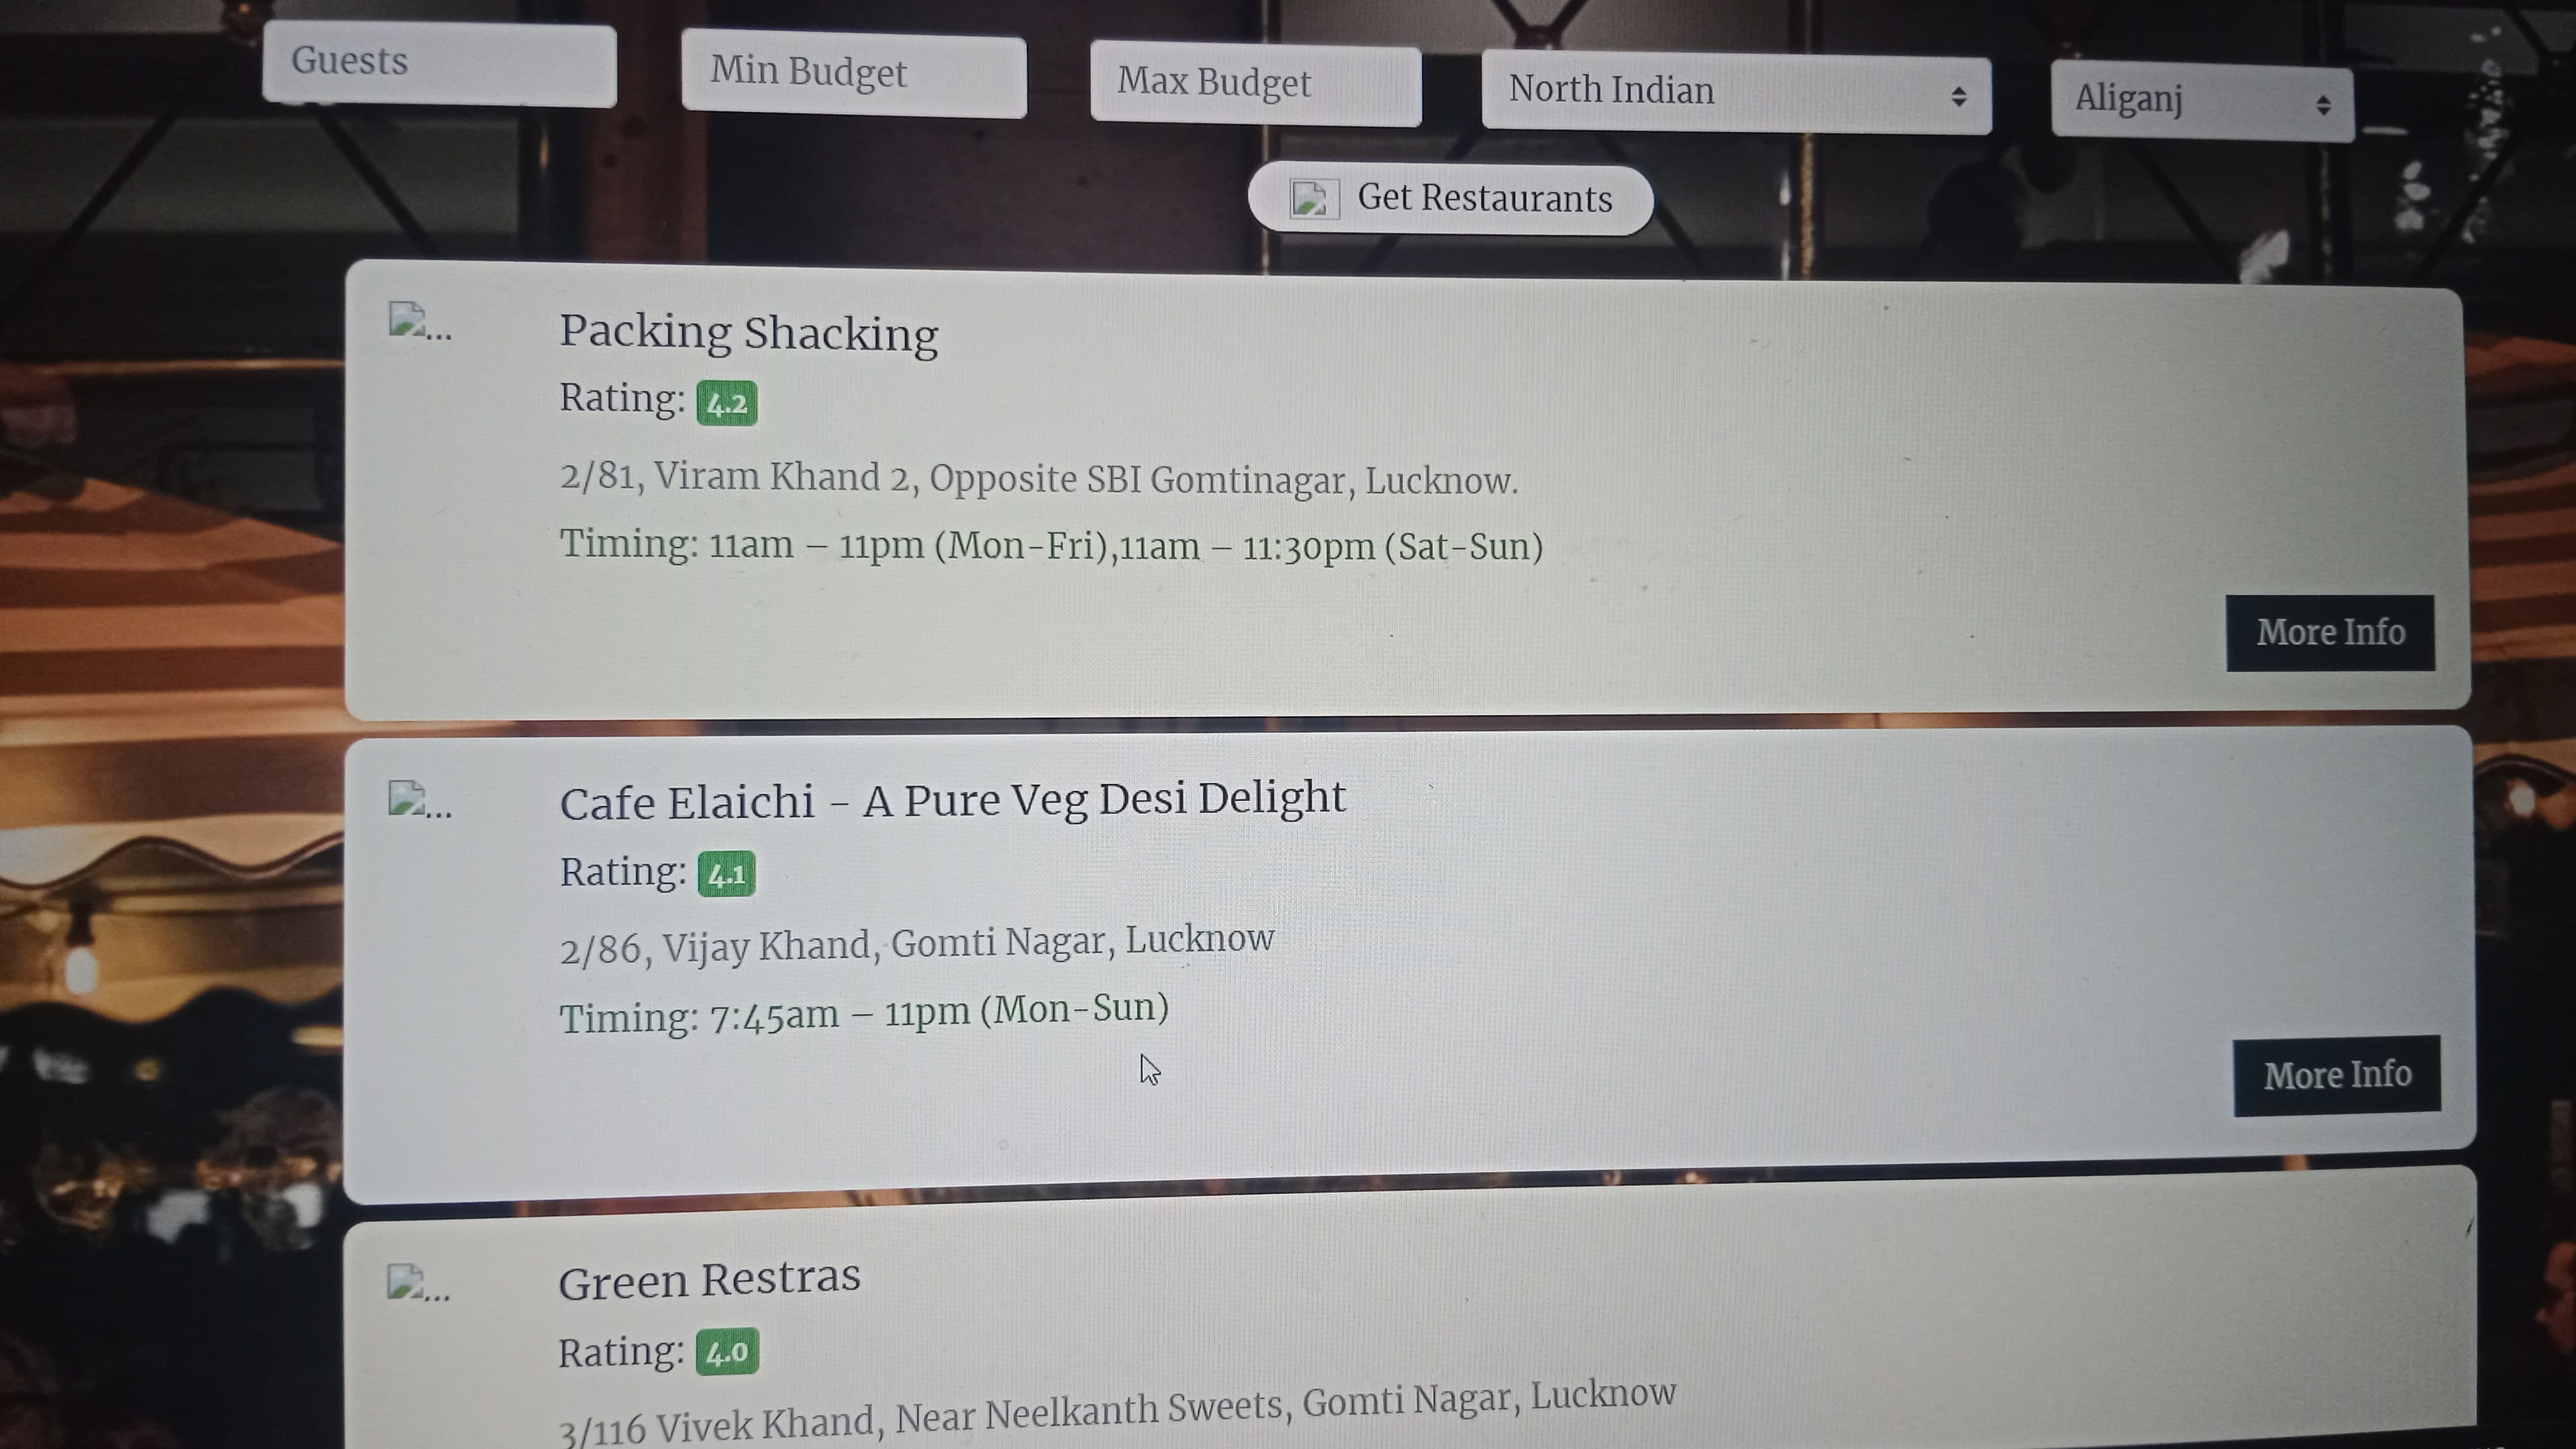 Guests
Min Budget
Max Budget
North Indian
Aliganj
Get Restaurants
...
Packing Shacking
Rating: 4.2
2/81, Viram Khand 2, Opposite SBI Gomtinagar, Lucknow.
Timing: 11am – 11pm (Mon-Fri),11am – 11:30pm (Sat-Sun)
More Info
...
Cafe Elaichi - A Pure Veg Desi Delight
Rating: 4.1
2/86, Vijay Khand, Gomti Nagar, Lucknow
Timing: 7:45am – 11pm (Mon-Sun)
More Info
...
Green Restras
Rating: 4.0
3/116 Vivek Khand, Near Neelkanth Sweets, Gomti Nagar, Lucknow